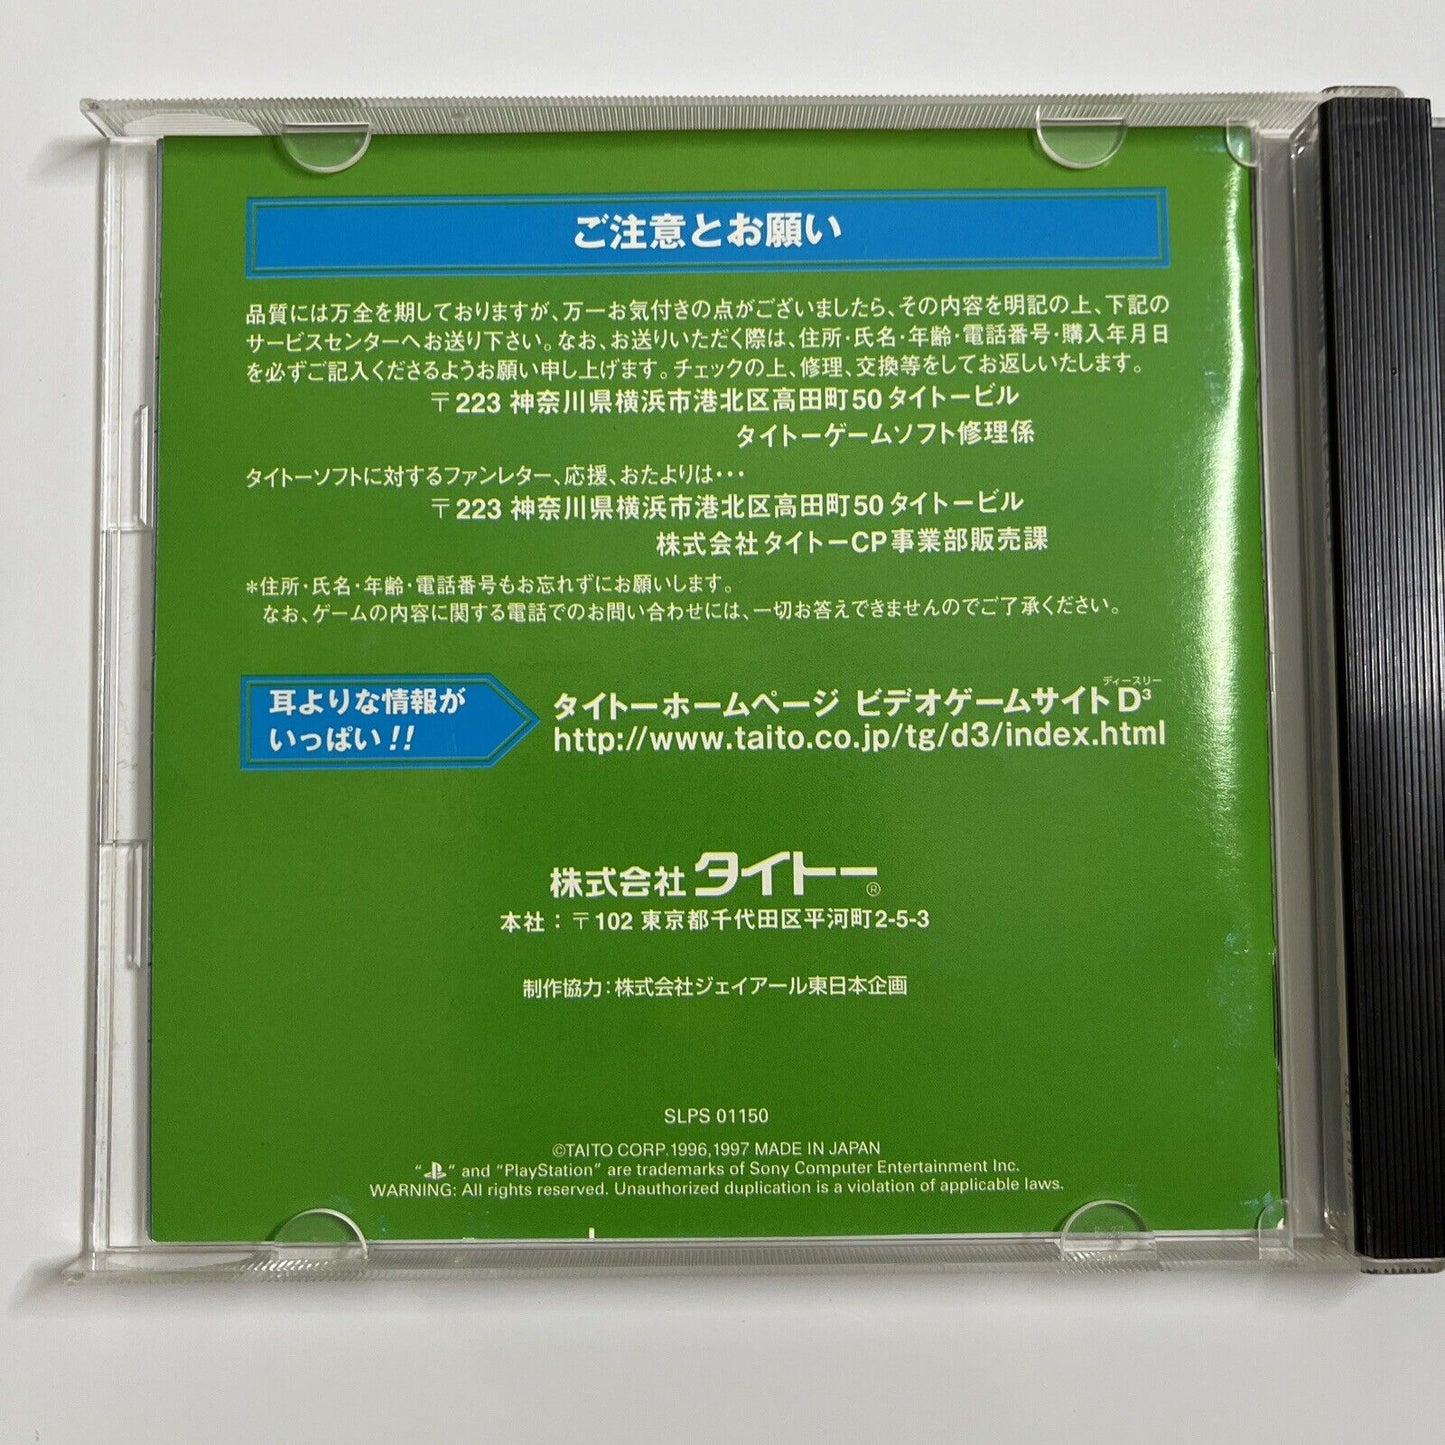 ご注意とお願い
品質には万全を期しておりますが、万一お気付きの点がございましたら、その内容を明記の上、下記の
サービスセンターへお送り下さい。なお、お送りいただく際は、住所・氏名・年齢・電話番号・購入年月日
を必ずご記入くださるようお願い申し上げます。チェックの上、修理、交換等をしてお返しいたします。
〒223 神奈川県横浜市港北区高田町50 タイトービル
タイトーゲームソフト修理係
タイトーソフトに対するファンレター、応援、おたよりは・・・
〒223 神奈川県横浜市港北区高田町50 タイトービル
株式会社タイトーCP事業部販売課
*住所・氏名・年齢・電話番号もお忘れずにお願いします。
なお、ゲームの内容に関する電話でのお問い合わせには、一切お答えできませんのでご了承ください。
耳よりな情報が
いっぱい!!
ディースリー
タイトーホームページ ビデオゲームサイトD³
http://www.taito.co.jp/tg/d3/index.html
株式会社 タイトー®
本社：〒102 東京都千代田区平河町2-5-3
制作協力：株式会社ジェイアール東日本企画
SLPS 01150
©TAITO CORP.1996,1997 MADE IN JAPAN
" " and "PlayStation" are trademarks of Sony Computer Entertainment Inc.
WARNING: All rights reserved. Unauthorized duplication is a violation of applicable laws.